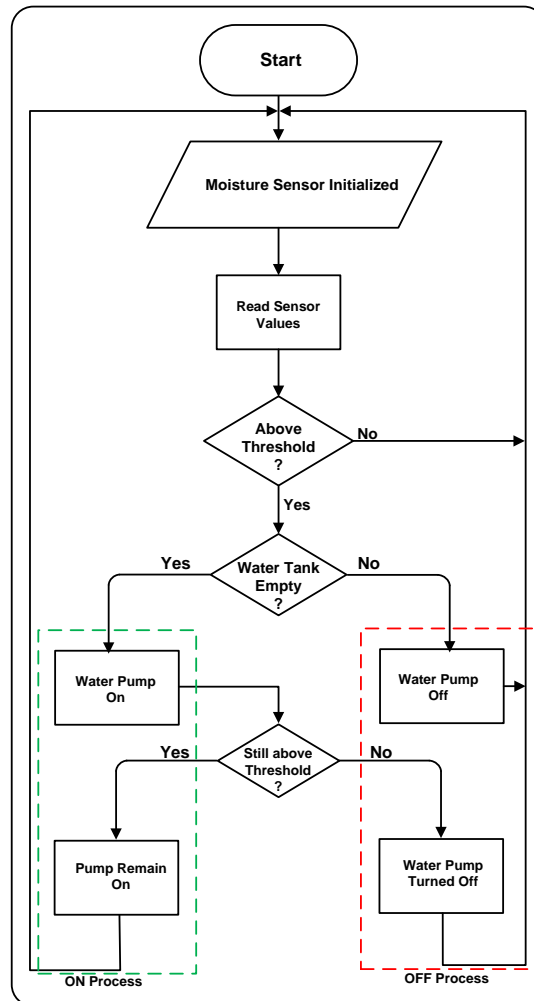 Start
Moisture Sensor Initialized
Read Sensor
Values
Above
Threshold
?
No
Yes
Yes
Water Tank
Empty
?
No
Water Pump
On
Water Pump
Off
Yes
Still above
Threshold
?
No
Pump Remain
On
Water Pump
Turned Off
ON Process
OFF Process